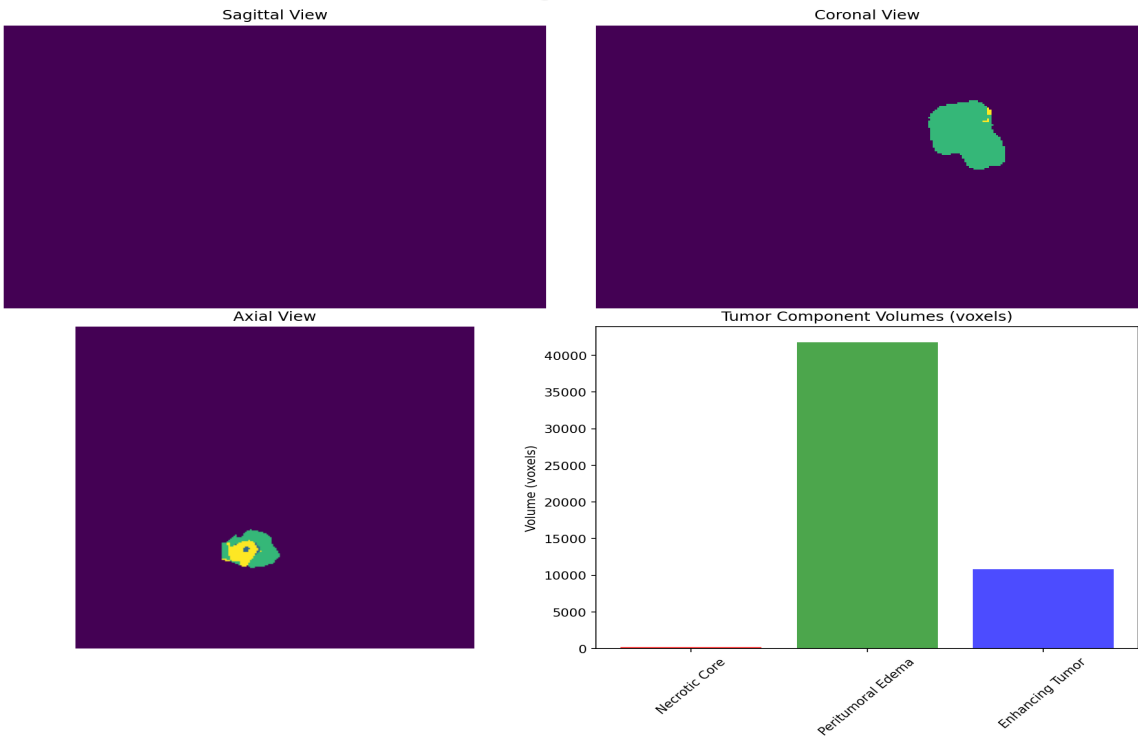 Sagittal View
Coronal View
Axial View
Tumor Component Volumes (voxels)
Volume (voxels)
40000
35000
30000
25000
20000
15000
10000
5000
0
Necrotic Core
Peritumoral Edema
Enhancing Tumor